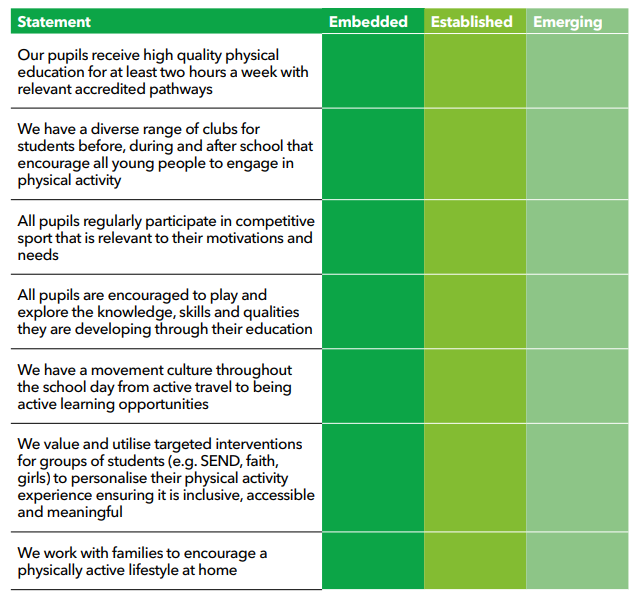 Statement Embedded Established Emerging
Our pupils receive high quality physical
education for at least two hours a week with
relevant accredited pathways
We have a diverse range of clubs for
students before, during and after school that
encourage all young people to engage in
physical activity
All pupils regularly participate in competitive
sport that is relevant to their motivations and
needs
All pupils are encouraged to play and
explore the knowledge, skills and qualities
they are developing through their education
We have a movement culture throughout
the school day from active travel to being
active learning opportunities
We value and utilise targeted interventions
for groups of students (e.g. SEND, faith,
girls) to personalise their physical activity
experience ensuring it is inclusive, accessible
and meaningful
We work with families to encourage a
physically active lifestyle at home